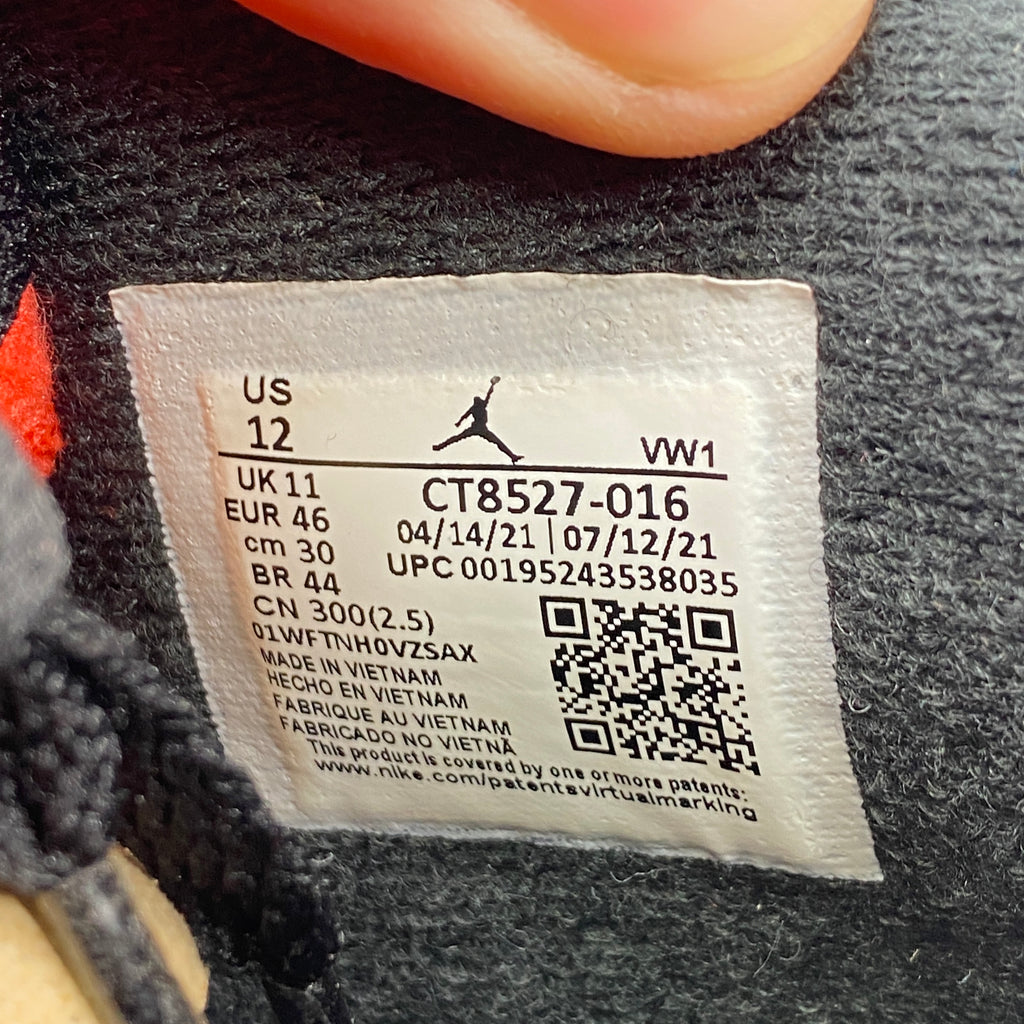 US
12
VW1
UK 11
EUR 46
cm 30
BR 44
CN 300(2.5)
CT8527-016
04/14/21 | 07/12/21
UPC 00195243538035
01WFTNH0VZSAX
MADE IN VIETNAM
HECHO EN VIETNAM
FABRIQUE AU VIETNAM
FABRICADO NO VIETNÃ
This product is covered by one or more patents:
www.nike.com/patentsvirtualmarking